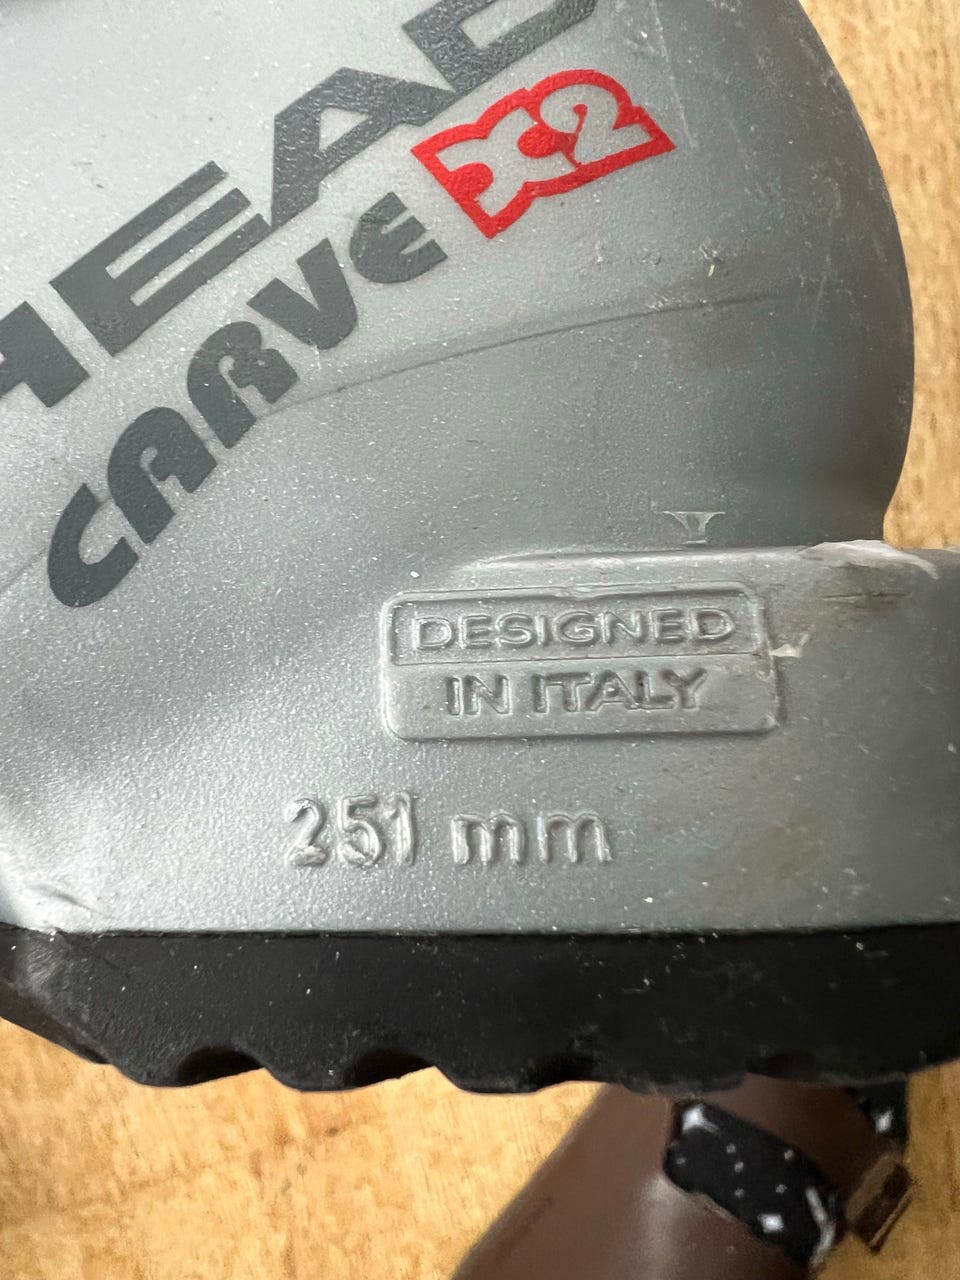 HEAD
CARVE X2
DESIGNED
IN ITALY
251 mm